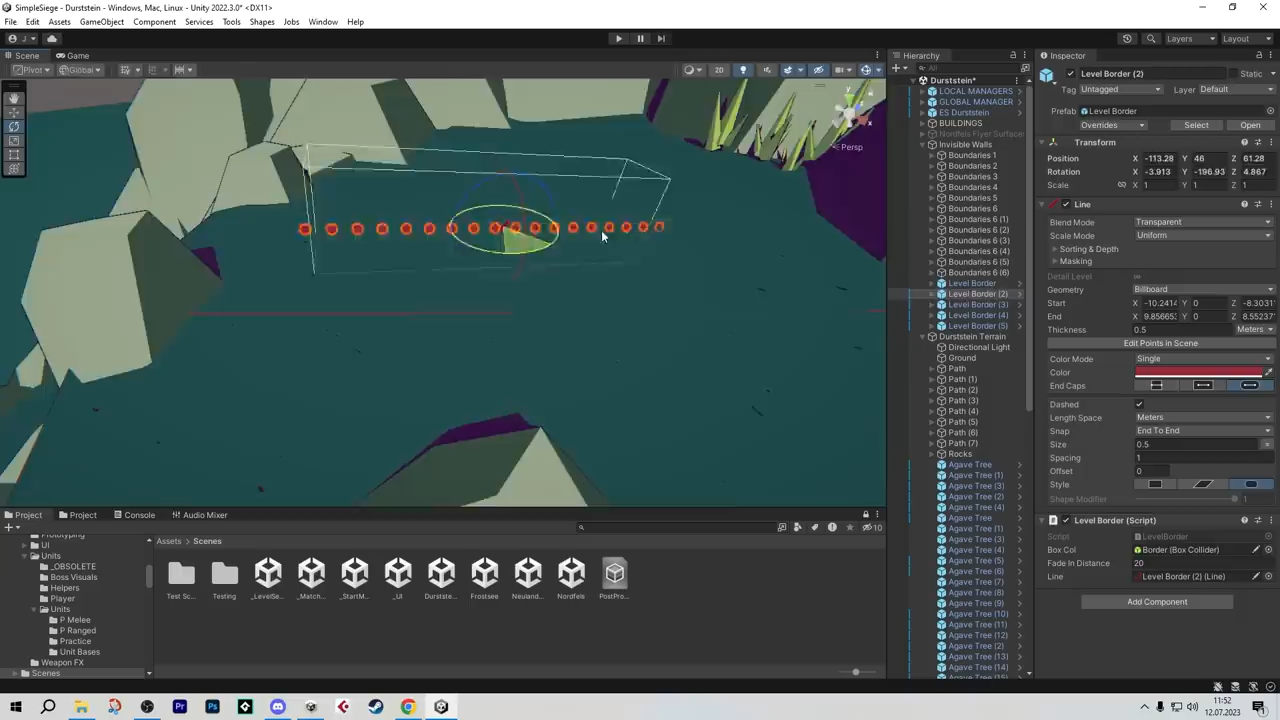 SimpleSiege - Durststein - Windows, Mac, Linux - Unity 2022.3.0* <DX11>
File Edit Assets GameObject Component Services Tools Shapes Jobs Window Help
J
Layers Layout
Scene Game
Pivot Global 2D
Persp
Hierarchy
All
Durststein*
LOCAL MANAGERS
GLOBAL MANAGER
ES Durststein
BUILDINGS
Nordfels Flyer Surface
Invisible Walls
Boundaries 1
Boundaries 2
Boundaries 3
Boundaries 4
Boundaries 5
Boundaries 6
Boundaries 6 (1)
Boundaries 6 (2)
Boundaries 6 (3)
Boundaries 6 (4)
Boundaries 6 (5)
Boundaries 6 (6)
Level Border
Level Border (2)
Level Border (3)
Level Border (4)
Level Border (5)
Durststein Terrain
Directional Light
Ground
Path
Path (1)
Path (2)
Path (3)
Path (4)
Path (5)
Path (6)
Path (7)
Rocks
Agave Tree
Agave Tree (1)
Agave Tree (3)
Agave Tree (2)
Agave Tree (4)
Agave Tree
Agave Tree (1)
Agave Tree (3)
Agave Tree (4)
Agave Tree (5)
Agave Tree (6)
Agave Tree (7)
Agave Tree (8)
Agave Tree (9)
Agave Tree (10)
Agave Tree (11)
Agave Tree (12)
Agave Tree (2)
Agave Tree (13)
Agave Tree (14)
Agave Tree (15)
Inspector
Level Border (2) Static
Tag Untagged Layer Default
Prefab Level Border
Overrides Select Open
Transform
Position X -113.28 Y 46 Z 61.28
Rotation X -3.913 Y -196.93 Z 4.867
Scale X 1 Y 1 Z 1
Line
Blend Mode Transparent
Scale Mode Uniform
Sorting & Depth
Masking
Detail Level
Geometry Billboard
Start X -10.2414 Y 0 Z -8.3031
End X 9.85665 Y 0 Z 8.55237
Thickness 0.5 Meters
Edit Points in Scene
Color Mode Single
Color
End Caps
Dashed
Length Space Meters
Snap End To End
Size 0.5 =
Spacing 1
Offset 0
Style
Shape Modifier 1
Level Border (Script)
Script LevelBorder
Box Col Border (Box Collider)
Fade In Distance 20
Line Level Border (2) (Line)
Add Component
Project Project Console Audio Mixer
10
Prototyping
UI
Units
_OBSOLETE
Boss Visuals
Helpers
Player
Units
P Melee
P Ranged
Practice
Unit Bases
Weapon FX
Scenes
Assets > Scenes
Test Sc... Testing _LevelSe... _Match... _StartM... _UI Durstste... Frostsee Neuland... Nordfels PostPro...
Pr Ps
11:52
12.07.2023